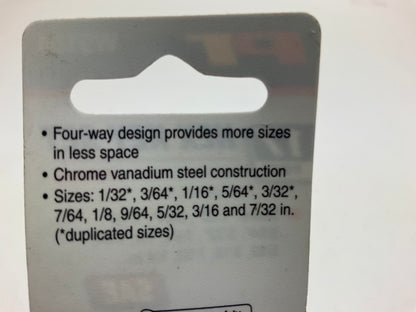 • Four-way design provides more sizes
in less space
• Chrome vanadium steel construction
• Sizes: 1/32*, 3/64*, 1/16*, 5/64*, 3/32*,
7/64, 1/8, 9/64, 5/32, 3/16 and 7/32 in.
(*duplicated sizes)